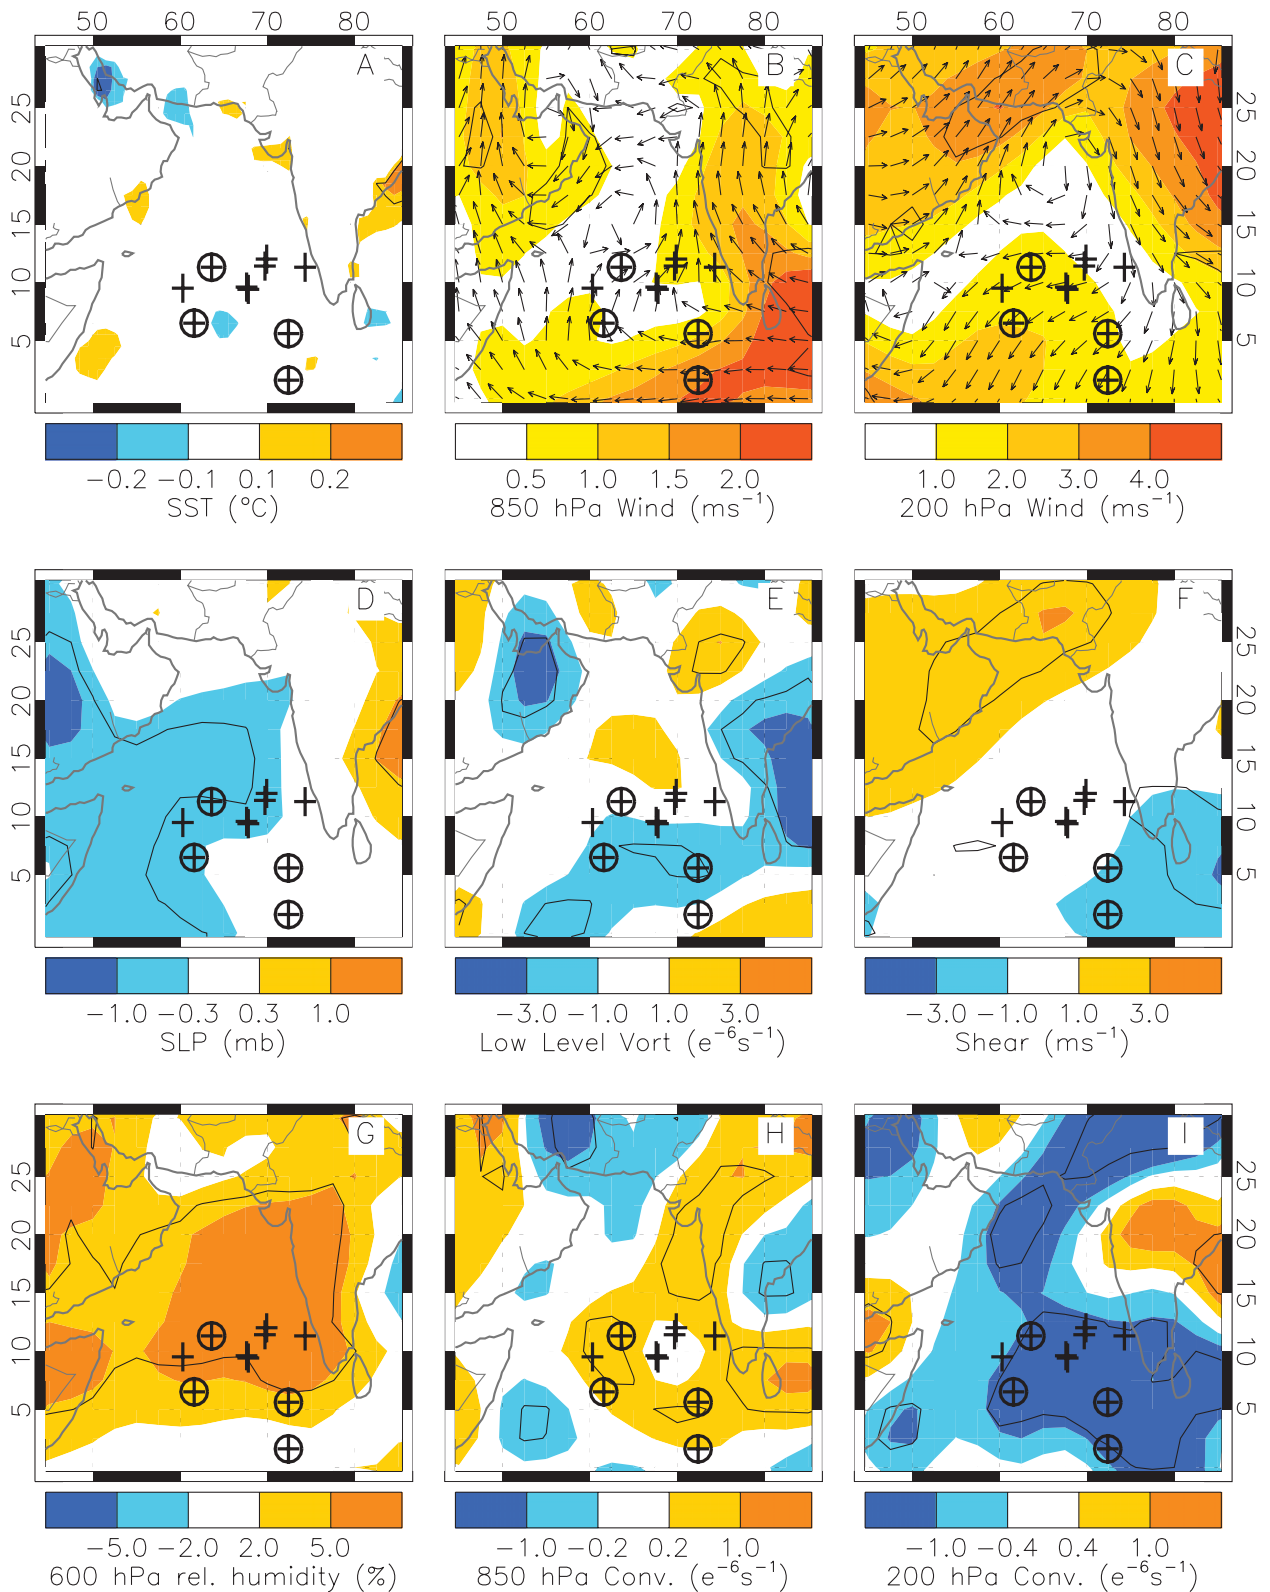 50 60 70 80 50 60 70 80 50 60 70 80
A B C
25 25
20 20
15 15
10 10
5 5
−0.2 −0.1 0.1 0.2 0.5 1.0 1.5 2.0 1.0 2.0 3.0 4.0
SST (°C) 850 hPa Wind (ms⁻¹) 200 hPa Wind (ms⁻¹)
D E F
25 25
20 20
15 15
10 10
5 5
−1.0 −0.3 0.3 1.0 −3.0 −1.0 1.0 3.0 −3.0 −1.0 1.0 3.0
SLP (mb) Low Level Vort (e⁻⁶s⁻¹) Shear (ms⁻¹)
G H I
25 25
20 20
15 15
10 10
5 5
−5.0 −2.0 2.0 5.0 −1.0 −0.2 0.2 1.0 −1.0 −0.4 0.4 1.0
600 hPa rel. humidity (%) 850 hPa Conv. (e⁻⁶s⁻¹) 200 hPa Conv. (e⁻⁶s⁻¹)